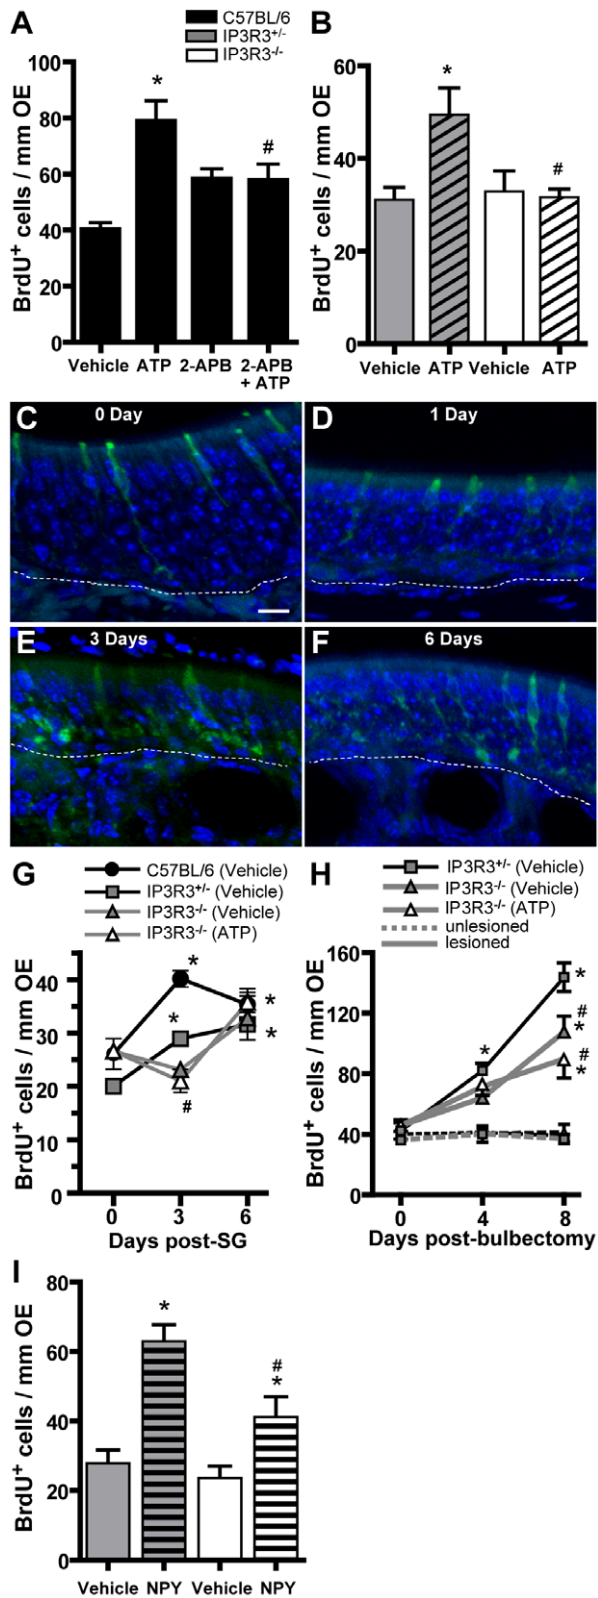 A
C57BL/6
IP3R3+/-
IP3R3-/-
BrdU+ cells / mm OE
100
80
60
40
20
0
*
#
Vehicle
ATP
2-APB
2-APB + ATP
B
BrdU+ cells / mm OE
60
40
20
0
*
#
Vehicle
ATP
Vehicle
ATP
C
0 Day
D
1 Day
E
3 Days
F
6 Days
G
C57BL/6 (Vehicle)
IP3R3+/- (Vehicle)
IP3R3-/- (Vehicle)
IP3R3-/- (ATP)
BrdU+ cells / mm OE
40
30
20
10
0
*
*
#
*
*
0
3
6
Days post-SG
H
IP3R3+/- (Vehicle)
IP3R3-/- (Vehicle)
IP3R3-/- (ATP)
unlesioned
lesioned
BrdU+ cells / mm OE
160
120
80
40
0
*
*
#
*
#
*
0
4
8
Days post-bulbectomy
I
BrdU+ cells / mm OE
80
60
40
20
0
*
#
*
Vehicle
NPY
Vehicle
NPY